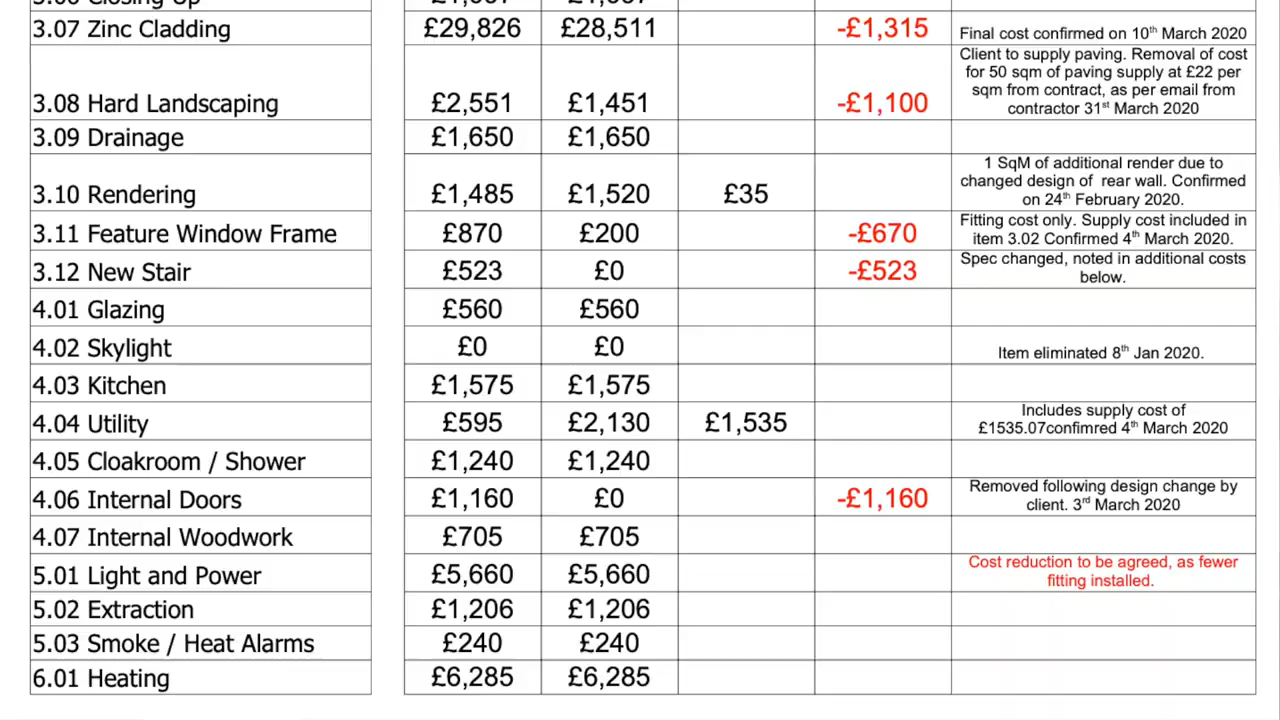 3.07 Zinc Cladding £29,826 £28,511 -£1,315 Final cost confirmed on 10th March 2020
Client to supply paving. Removal of cost
for 50 sqm of paving supply at £22 per
sqm from contract, as per email from
3.08 Hard Landscaping £2,551 £1,451 -£1,100 contractor 31st March 2020
3.09 Drainage £1,650 £1,650
1 SqM of additional render due to
changed design of rear wall. Confirmed
3.10 Rendering £1,485 £1,520 £35 on 24th February 2020.
Fitting cost only. Supply cost included in
3.11 Feature Window Frame £870 £200 -£670 item 3.02 Confirmed 4th March 2020.
Spec changed, noted in additional costs
3.12 New Stair £523 £0 -£523 below.
4.01 Glazing £560 £560
4.02 Skylight £0 £0 Item eliminated 8th Jan 2020.
4.03 Kitchen £1,575 £1,575
Includes supply cost of
4.04 Utility £595 £2,130 £1,535 £1535.07confimred 4th March 2020
4.05 Cloakroom / Shower £1,240 £1,240
Removed following design change by
4.06 Internal Doors £1,160 £0 -£1,160 client. 3rd March 2020
4.07 Internal Woodwork £705 £705
Cost reduction to be agreed, as fewer
5.01 Light and Power £5,660 £5,660 fitting installed.
5.02 Extraction £1,206 £1,206
5.03 Smoke / Heat Alarms £240 £240
6.01 Heating £6,285 £6,285